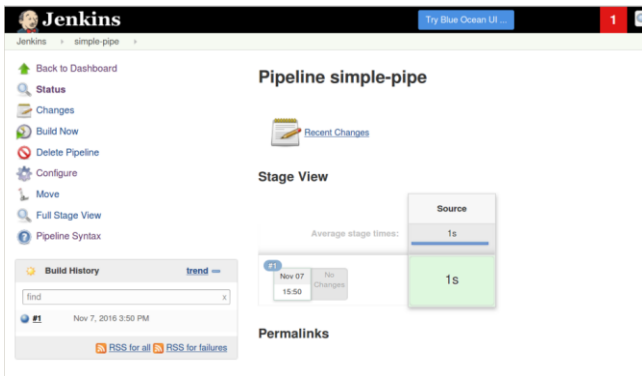 Jenkins
Try Blue Ocean UI ...
1
Jenkins
simple-pipe
Back to Dashboard
Status
Changes
Build Now
Delete Pipeline
Configure
Move
Full Stage View
Pipeline Syntax
Build History
trend
find
x
#1
Nov 7, 2016 3:50 PM
RSS for all
RSS for failures
Pipeline simple-pipe
Recent Changes
Stage View
Source
Average stage times:
1s
#1
Nov 07
15:50
No
Changes
1s
Permalinks